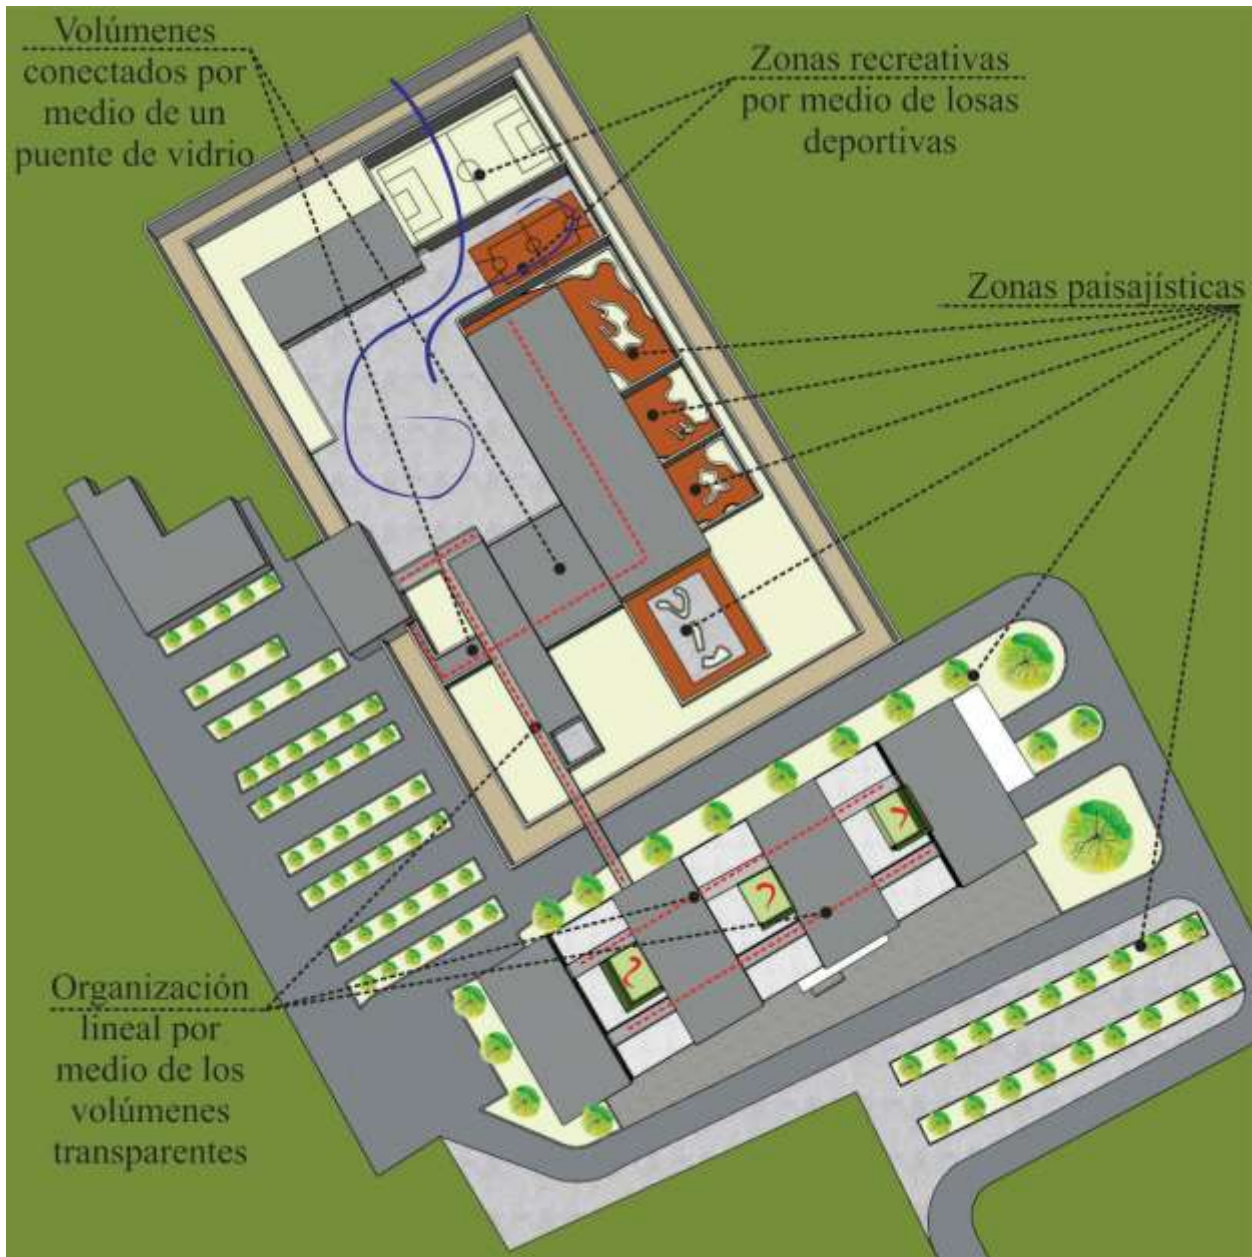 Volúmenes
conectados por
medio de un
puente de vidrio
Zonas recreativas
por medio de losas
deportivas
Zonas paisajísticas
Organización
lineal por
medio de los
volúmenes
transparentes